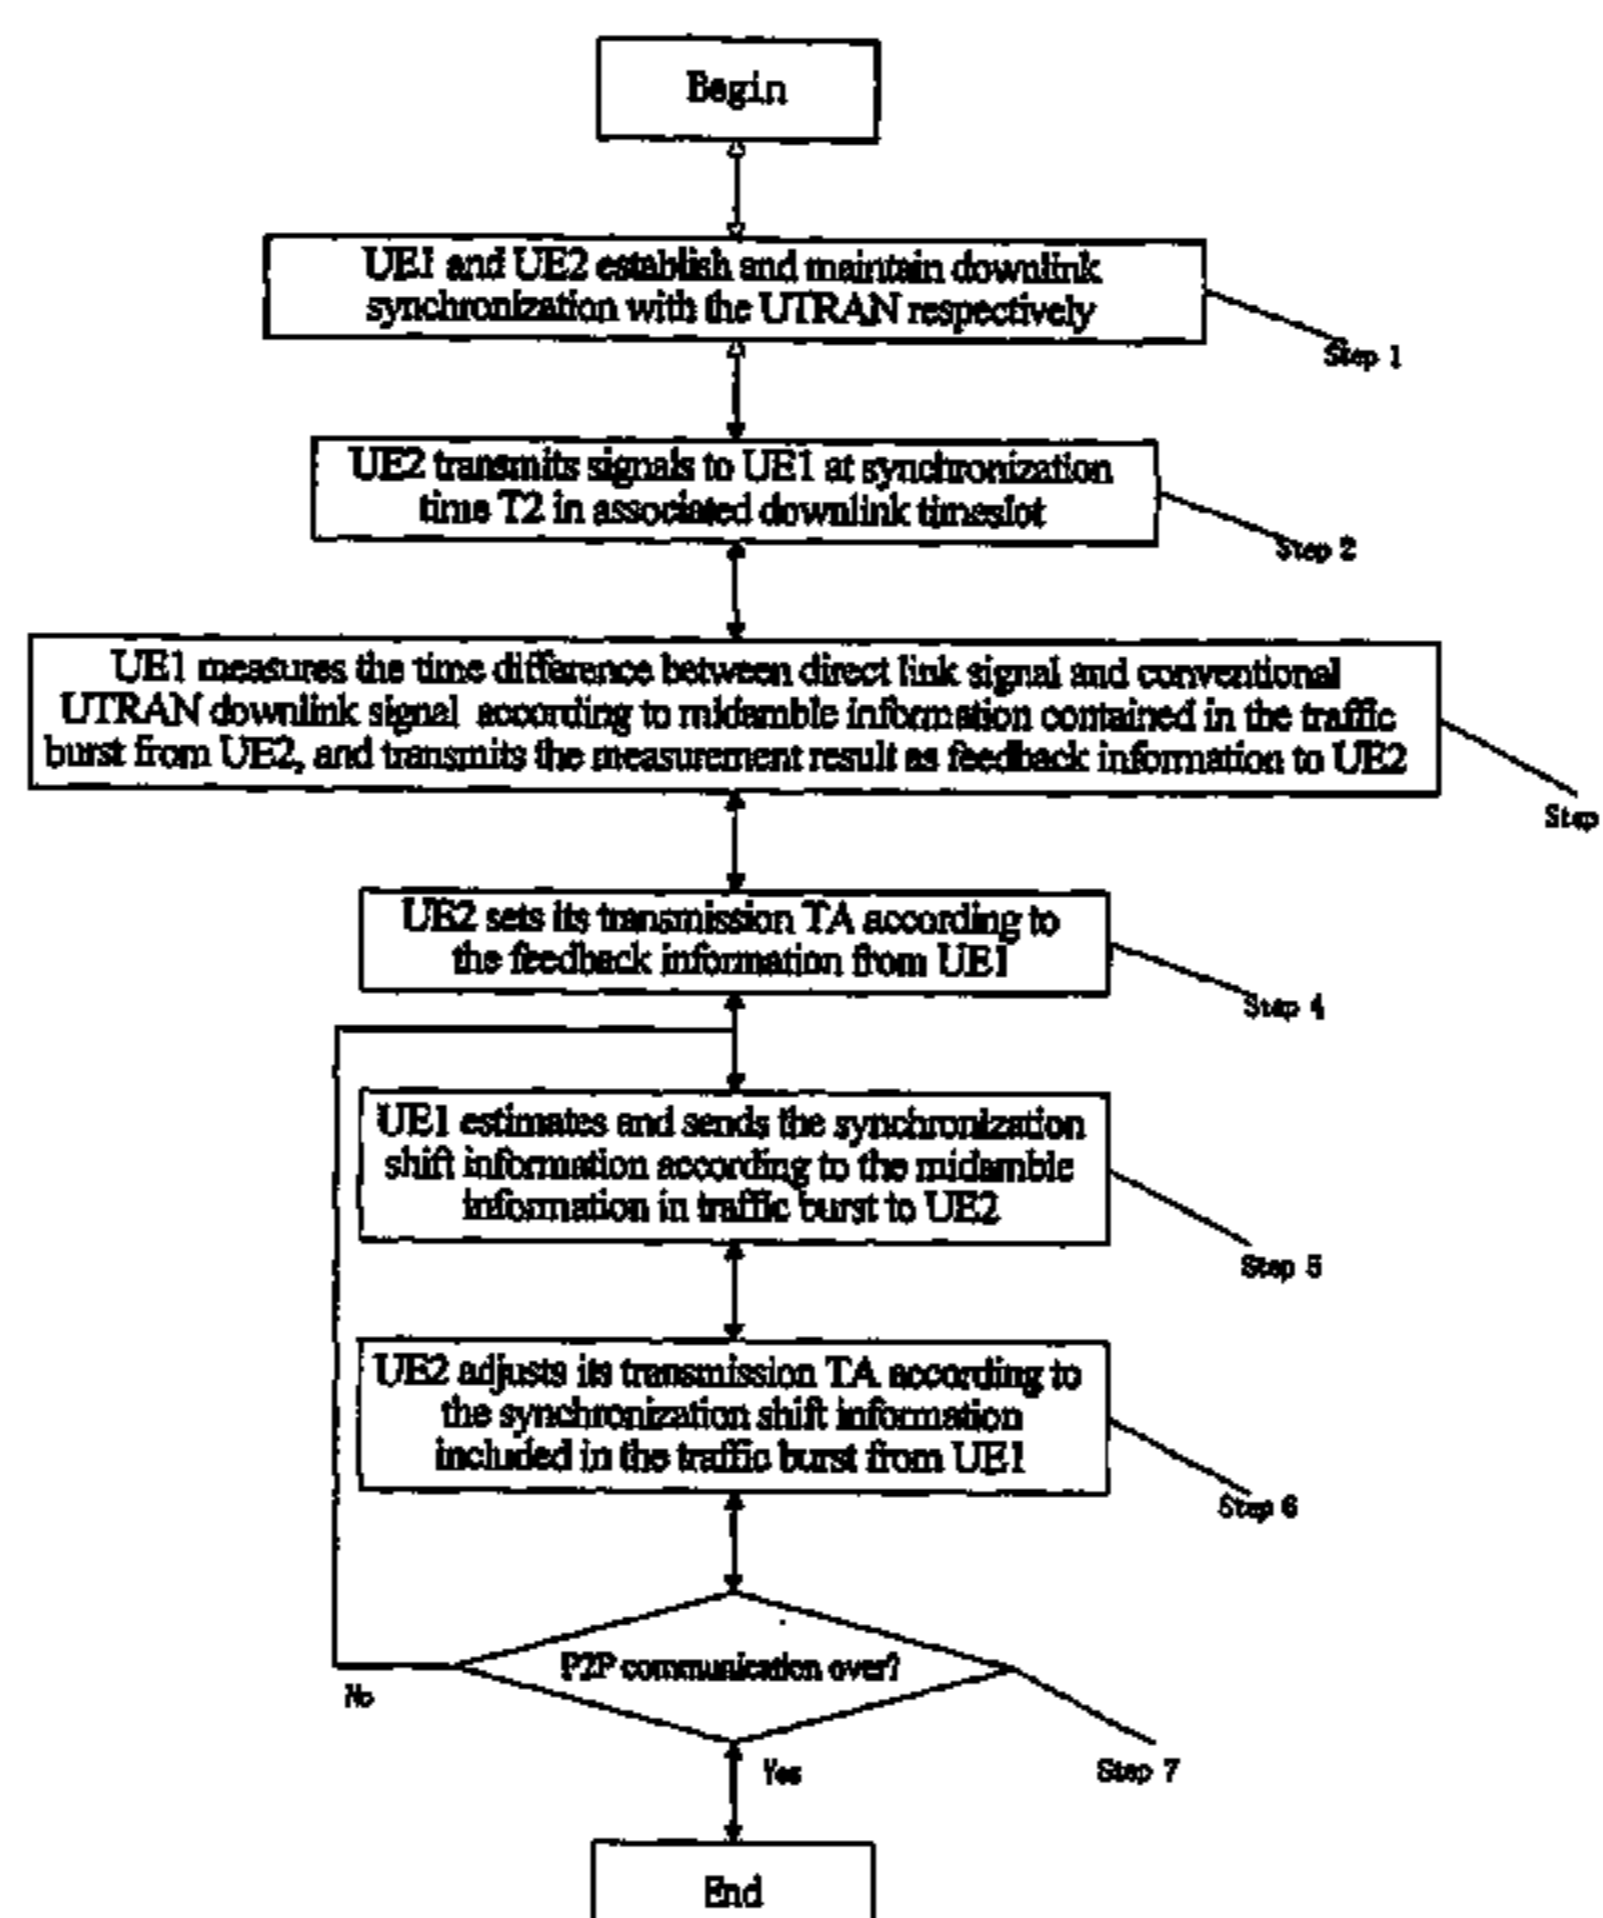 Begin
UE1 and UE2 establish and maintain downlink
synchronization with the UTRAN respectively
Step 1
UE2 transmits signals to UE1 at synchronization
time T2 in associated downlink timeslot
Step 2
UE1 measures the time difference between direct link signal and conventional
UTRAN downlink signal according to midamble information contained in the traffic
burst from UE2, and transmits the measurement result as feedback information to UE2
Step
UE2 sets its transmission TA according to
the feedback information from UE1
Step 4
UE1 estimates and sends the synchronization
shift information according to the midamble
information in traffic burst to UE2
Step 5
UE2 adjusts its transmission TA according to
the synchronization shift information
included in the traffic burst from UE1
Step 6
P2P communication over?
No
Step 7
Yes
End